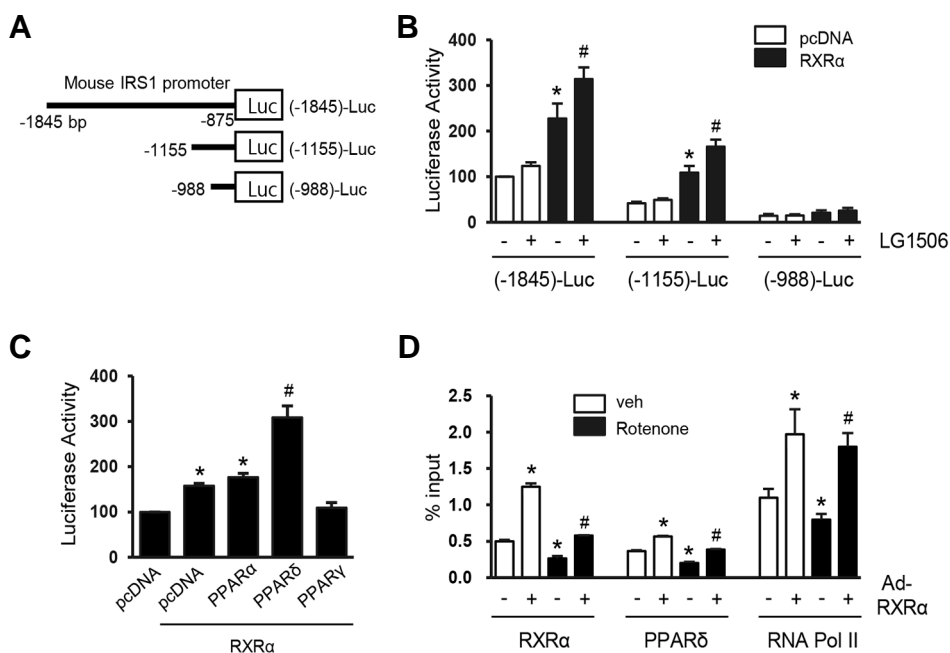 A
Mouse IRS1 promoter
Luc (-1845)-Luc
-1845 bp -875
-1155 Luc (-1155)-Luc
-988 Luc (-988)-Luc
B
Luciferase Activity
400
300
200
100
0
pcDNA
RXRα
* # * #
- + - + - + - + - + - + LG1506
(-1845)-Luc (-1155)-Luc (-988)-Luc
C
Luciferase Activity
400
300
200
100
0
* * #
pcDNA pcDNA PPARα PPARδ PPARγ
RXRα
D
% input
2.5
2.0
1.5
1.0
0.5
0.0
veh
Rotenone
* * # * * # * * #
- + - + - + - + - + - + Ad-RXRα
RXRα PPARδ RNA Pol II